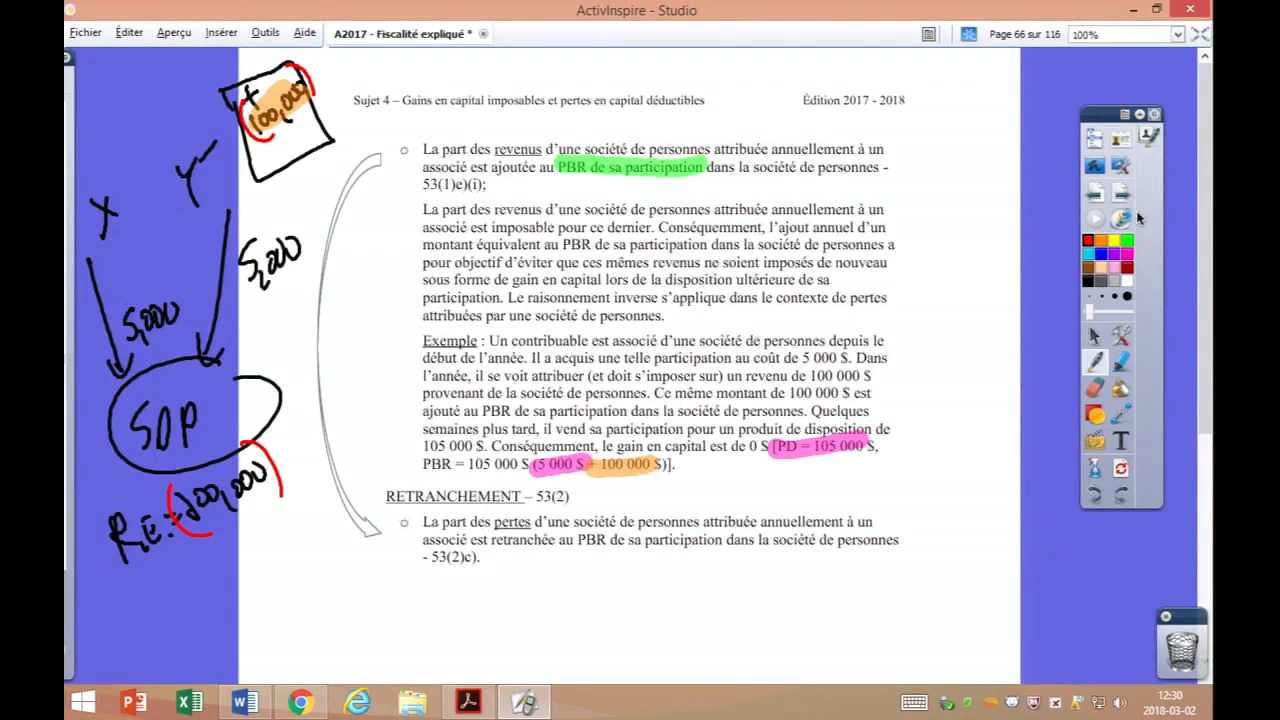 ActivInspire - Studio
Fichier Éditer Aperçu Insérer Outils Aide
A2017 - Fiscalité expliqué *
Page 66 sur 116
100%
Sujet 4 – Gains en capital imposables et pertes en capital déductibles
Édition 2017 - 2018
o La part des revenus d’une société de personnes attribuée annuellement à un
associé est ajoutée au PBR de sa participation dans la société de personnes -
53(1)e)(i);
La part des revenus d’une société de personnes attribuée annuellement à un
associé est imposable pour ce dernier. Conséquemment, l’ajout annuel d’un
montant équivalent au PBR de sa participation dans la société de personnes a
pour objectif d’éviter que ces mêmes revenus ne soient imposés de nouveau
sous forme de gain en capital lors de la disposition ultérieure de sa
participation. Le raisonnement inverse s’applique dans le contexte de pertes
attribuées par une société de personnes.
Exemple : Un contribuable est associé d’une société de personnes depuis le
début de l’année. Il a acquis une telle participation au coût de 5 000 $. Dans
l’année, il se voit attribuer (et doit s’imposer sur) un revenu de 100 000 $
provenant de la société de personnes. Ce même montant de 100 000 $ est
ajouté au PBR de sa participation dans la société de personnes. Quelques
semaines plus tard, il vend sa participation pour un produit de disposition de
105 000 $. Conséquemment, le gain en capital est de 0 $ [PD = 105 000 $,
PBR = 105 000 $ (5 000 $ + 100 000 $)].
RETRANCHEMENT – 53(2)
o La part des pertes d’une société de personnes attribuée annuellement à un
associé est retranchée au PBR de sa participation dans la société de personnes
- 53(2)c).
100,000
X
Y
5,000
5,000
SDP
12:30
2018-03-02